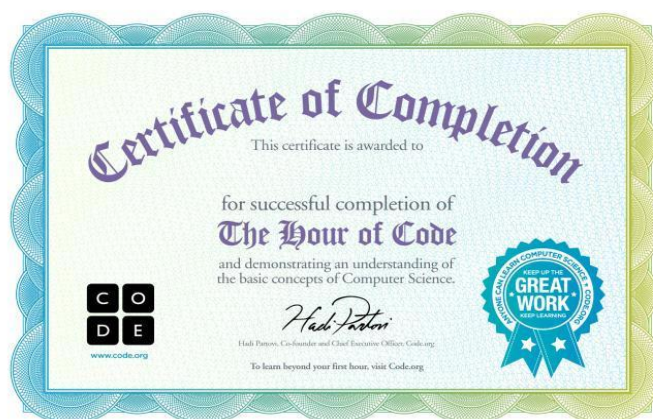 Certificate of Completion
This certificate is awarded to
for successful completion of
The Hour of Code
and demonstrating an understanding of
the basic concepts of Computer Science.
Hadi Partovi
Hadi Partovi, Co-founder and Chief Executive Officer, Code.org
To learn beyond your first hour, visit Code.org
C O
D E
www.code.org
ANYONE CAN LEARN COMPUTER SCIENCE • CODE.ORG
KEEP UP THE
GREAT
WORK
KEEP LEARNING